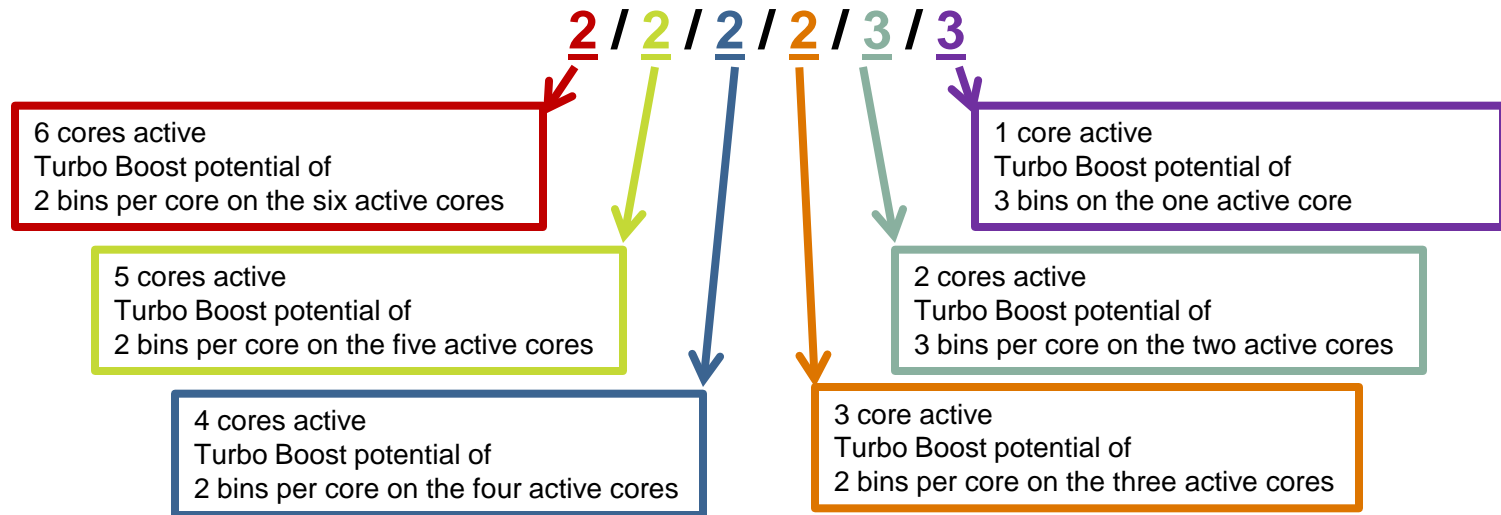 2 / 2 / 2 / 2 / 3 / 3
6 cores active
Turbo Boost potential of
2 bins per core on the six active cores
1 core active
Turbo Boost potential of
3 bins on the one active core
5 cores active
Turbo Boost potential of
2 bins per core on the five active cores
2 cores active
Turbo Boost potential of
3 bins per core on the two active cores
4 cores active
Turbo Boost potential of
2 bins per core on the four active cores
3 core active
Turbo Boost potential of
2 bins per core on the three active cores